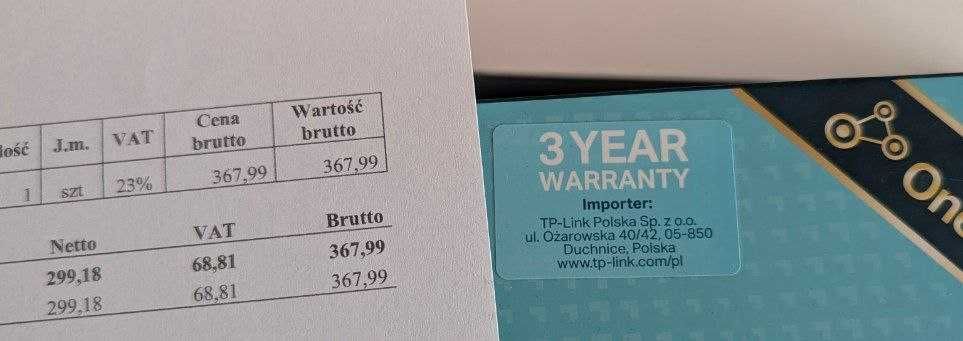 J.m. VAT Cena brutto Wartość brutto
1 szt 23% 367,99 367,99
Netto VAT Brutto
299,18 68,81 367,99
299,18 68,81 367,99
3 YEAR
WARRANTY
Importer:
TP-Link Polska Sp. z o.o.
ul. Ożarowska 40/42, 05-850
Duchnice, Polska
www.tp-link.com/pl